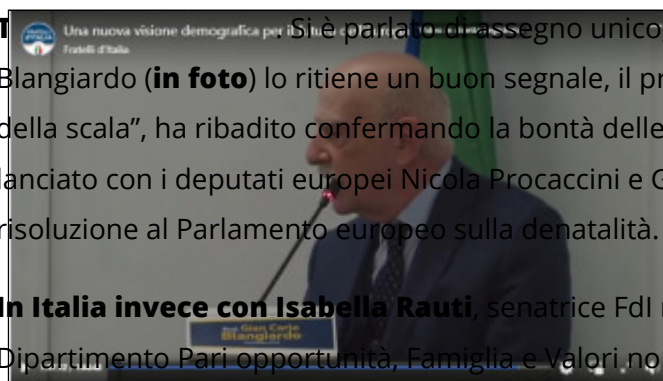 T
Una nuova visione demografica per il
. Si è parlato di assegno unico
Fratelli d'Italia
Blangiardo (in foto) lo ritiene un buon segnale, il pr
della scala”, ha ribadito confermando la bontà delle
lanciato con i deputati europei Nicola Procaccini e G
risoluzione al Parlamento europeo sulla denatalità.
In Italia invece con Isabella Rauti, senatrice FdI r
Prof. Gian Carlo
Blangiardo
Dipartimento Pari opportunità, Famiglia e Valori no